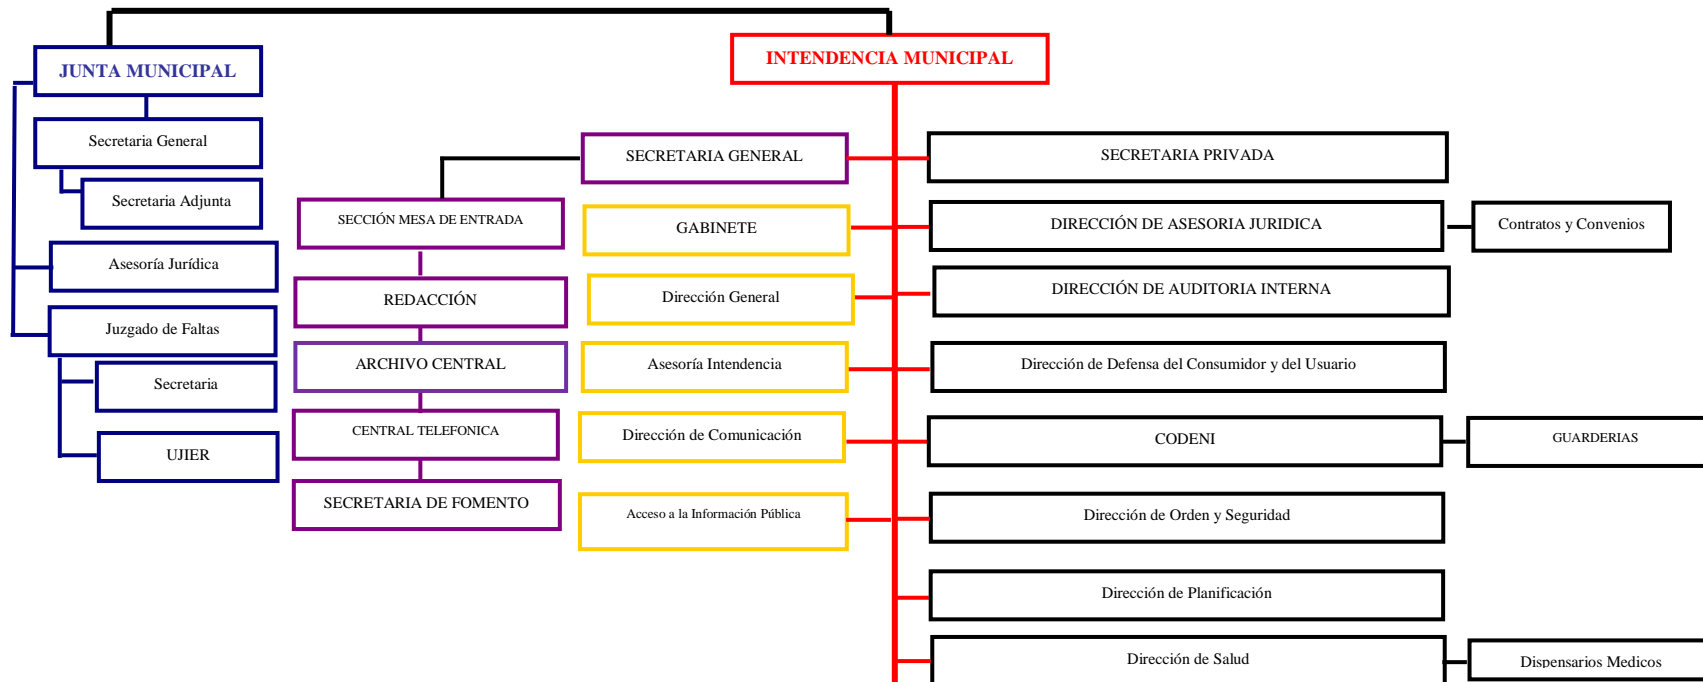 JUNTA MUNICIPAL
INTENDENCIA MUNICIPAL
Secretaria General
SECRETARIA GENERAL
SECRETARIA PRIVADA
Secretaria Adjunta
SECCIÓN MESA DE ENTRADA
GABINETE
DIRECCIÓN DE ASESORIA JURIDICA
Contratos y Convenios
Asesoría Jurídica
REDACCIÓN
Dirección General
DIRECCIÓN DE AUDITORIA INTERNA
Juzgado de Faltas
ARCHIVO CENTRAL
Asesoría Intendencia
Dirección de Defensa del Consumidor y del Usuario
Secretaria
CENTRAL TELEFONICA
Dirección de Comunicación
CODENI
GUARDERIAS
UJIER
SECRETARIA DE FOMENTO
Acceso a la Información Pública
Dirección de Orden y Seguridad
Dirección de Planificación
Dirección de Salud
Dispensarios Medicos